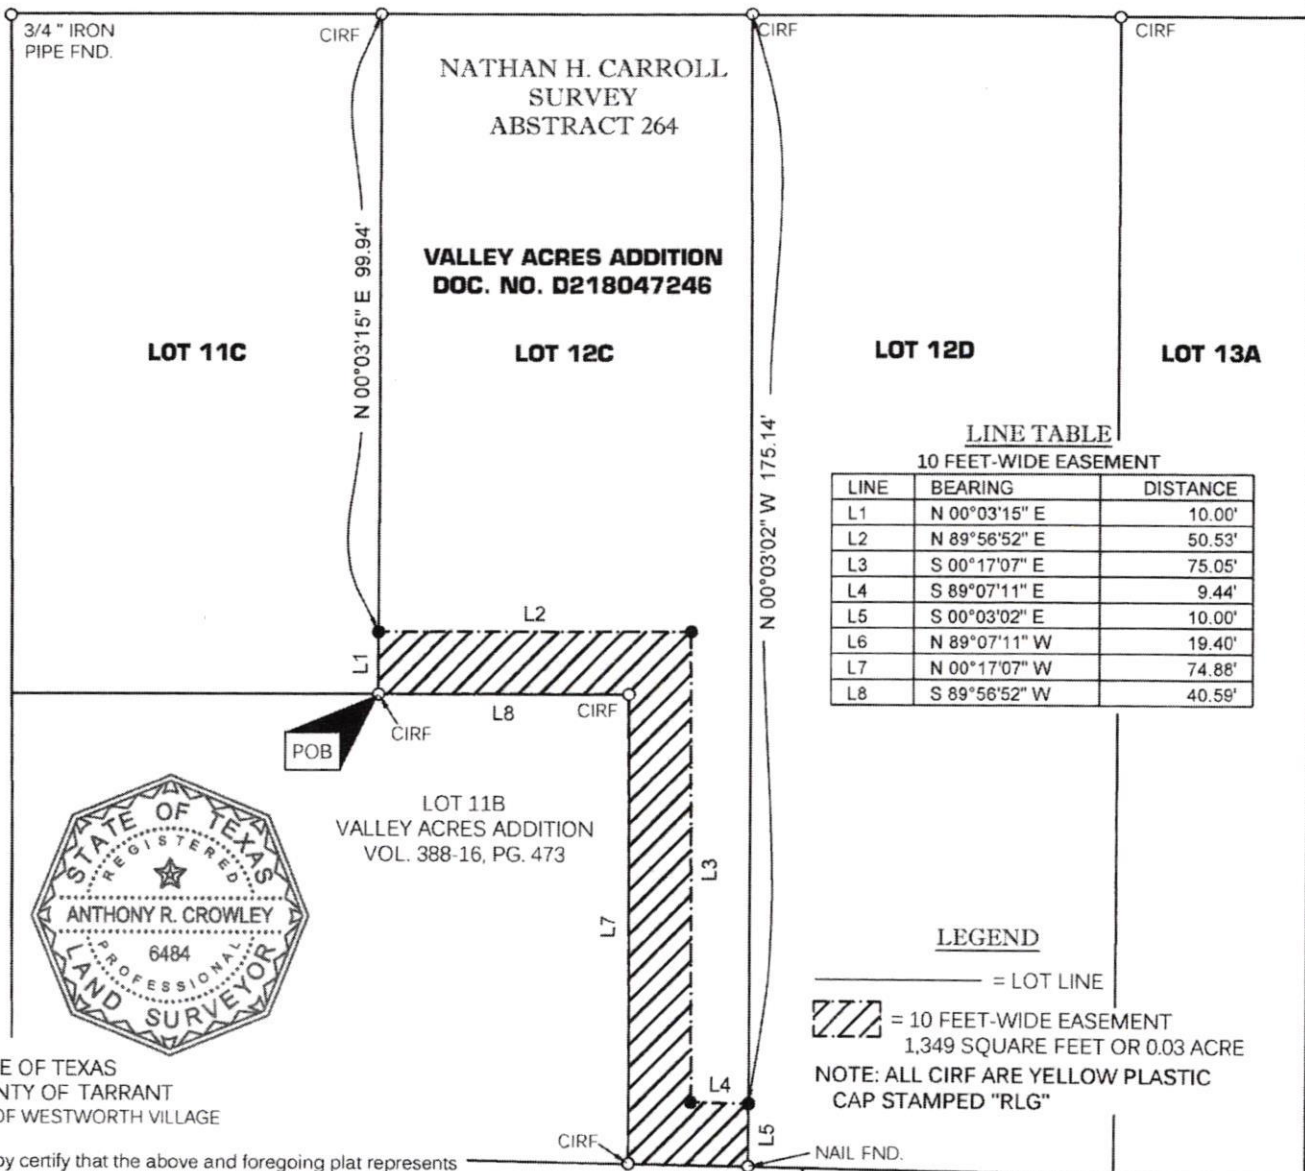 3/4 " IRON
PIPE FND.
CIRF
CIRF
CIRF
NATHAN H. CARROLL
SURVEY
ABSTRACT 264
N 00°03'15" E 99.94'
VALLEY ACRES ADDITION
DOC. NO. D218047246
LOT 11C
LOT 12C
LOT 12D
LOT 13A
N 00°03'02" W 175.14'
LINE TABLE
10 FEET-WIDE EASEMENT
LINE BEARING DISTANCE
L1 N 00°03'15" E 10.00'
L2 N 89°56'52" E 50.53'
L3 S 00°17'07" E 75.05'
L4 S 89°07'11" E 9.44'
L5 S 00°03'02" E 10.00'
L6 N 89°07'11" W 19.40'
L7 N 00°17'07" W 74.88'
L8 S 89°56'52" W 40.59'
L2
L1
L8
CIRF
CIRF
POB
LOT 11B
VALLEY ACRES ADDITION
VOL. 388-16, PG. 473
L3
L7
STATE OF TEXAS
REGISTERED
ANTHONY R. CROWLEY
6484
PROFESSIONAL
LAND SURVEYOR
LEGEND
= LOT LINE
= 10 FEET-WIDE EASEMENT
1,349 SQUARE FEET OR 0.03 ACRE
NOTE: ALL CIRF ARE YELLOW PLASTIC
CAP STAMPED "RLG"
L4
L5
CIRF
NAIL FND.
E OF TEXAS
NTY OF TARRANT
OF WESTWORTH VILLAGE
by certify that the above and foregoing plat represents